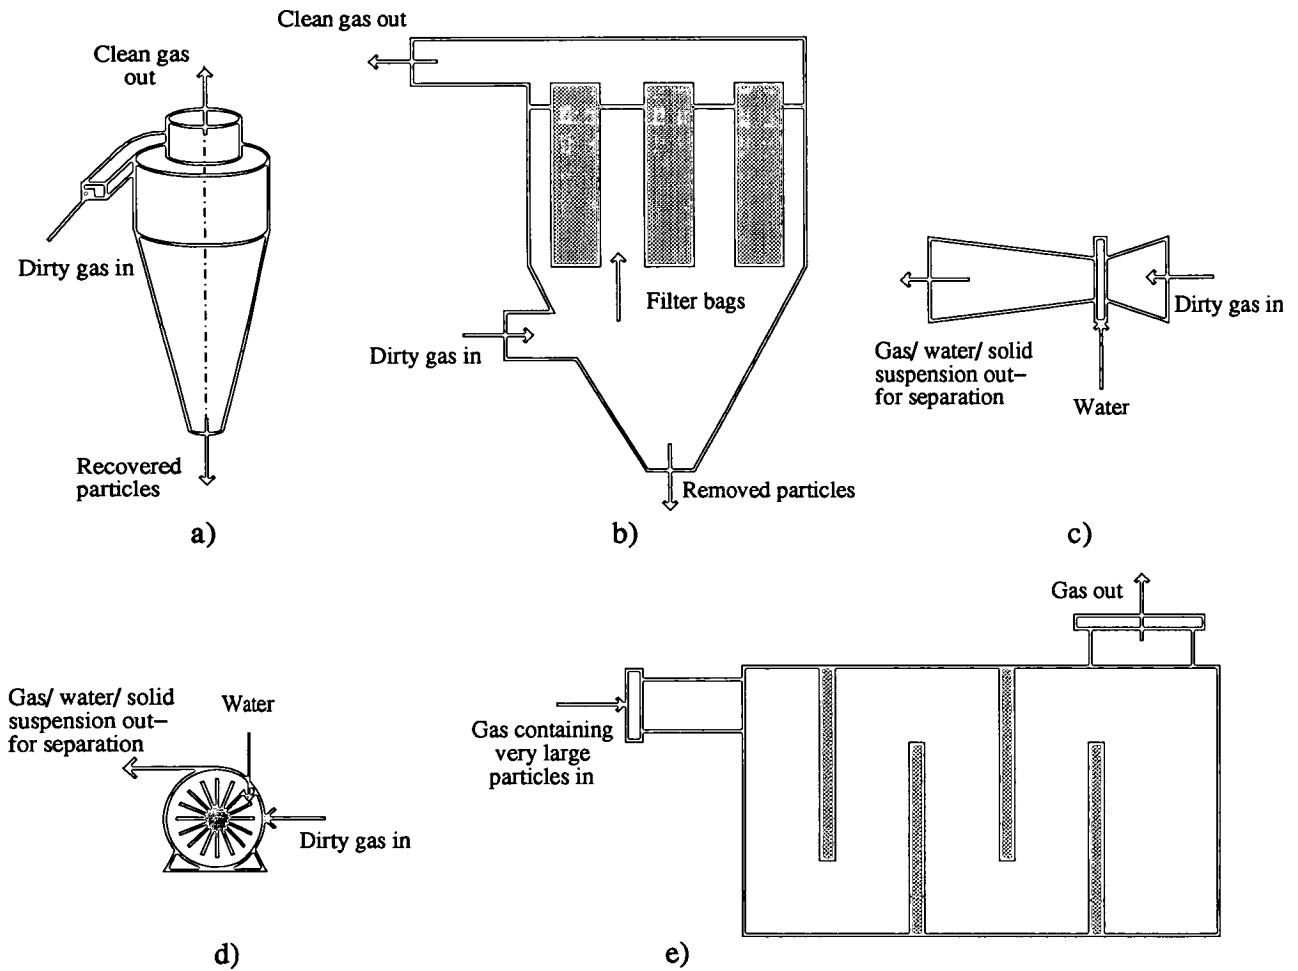 Clean gas
out
Dirty gas in
Recovered
particles
a)
Clean gas out
Filter bags
Dirty gas in
Removed particles
b)
Dirty gas in
Gas/ water/ solid
suspension out–
for separation
Water
c)
Gas/ water/ solid
suspension out–
for separation
Water
Dirty gas in
d)
Gas out
Gas containing
very large
particles in
e)